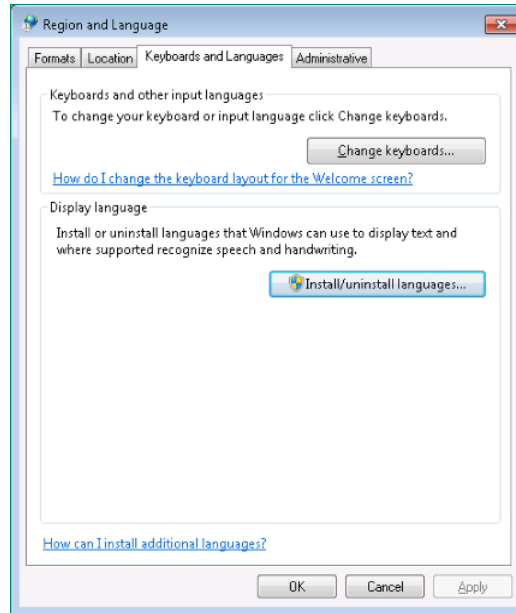 Region and Language
Formats Location Keyboards and Languages Administrative
Keyboards and other input languages
To change your keyboard or input language click Change keyboards.
Change keyboards...
How do I change the keyboard layout for the Welcome screen?
Display language
Install or uninstall languages that Windows can use to display text and
where supported recognize speech and handwriting.
Install/uninstall languages...
How can I install additional languages?
OK Cancel Apply